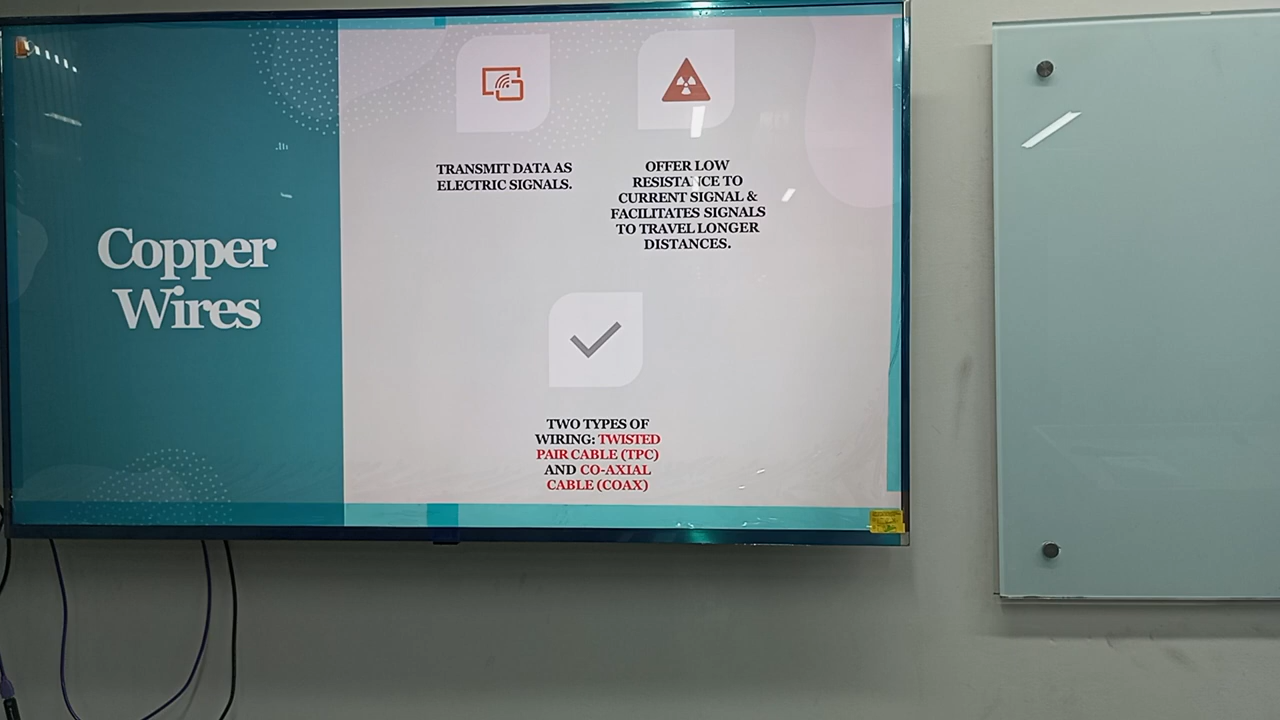 Copper
Wires
TRANSMIT DATA AS
ELECTRIC SIGNALS.
OFFER LOW
RESISTANCE TO
CURRENT SIGNAL &
FACILITATES SIGNALS
TO TRAVEL LONGER
DISTANCES.
TWO TYPES OF
WIRING: TWISTED
PAIR CABLE (TPC)
AND CO-AXIAL
CABLE (COAX)